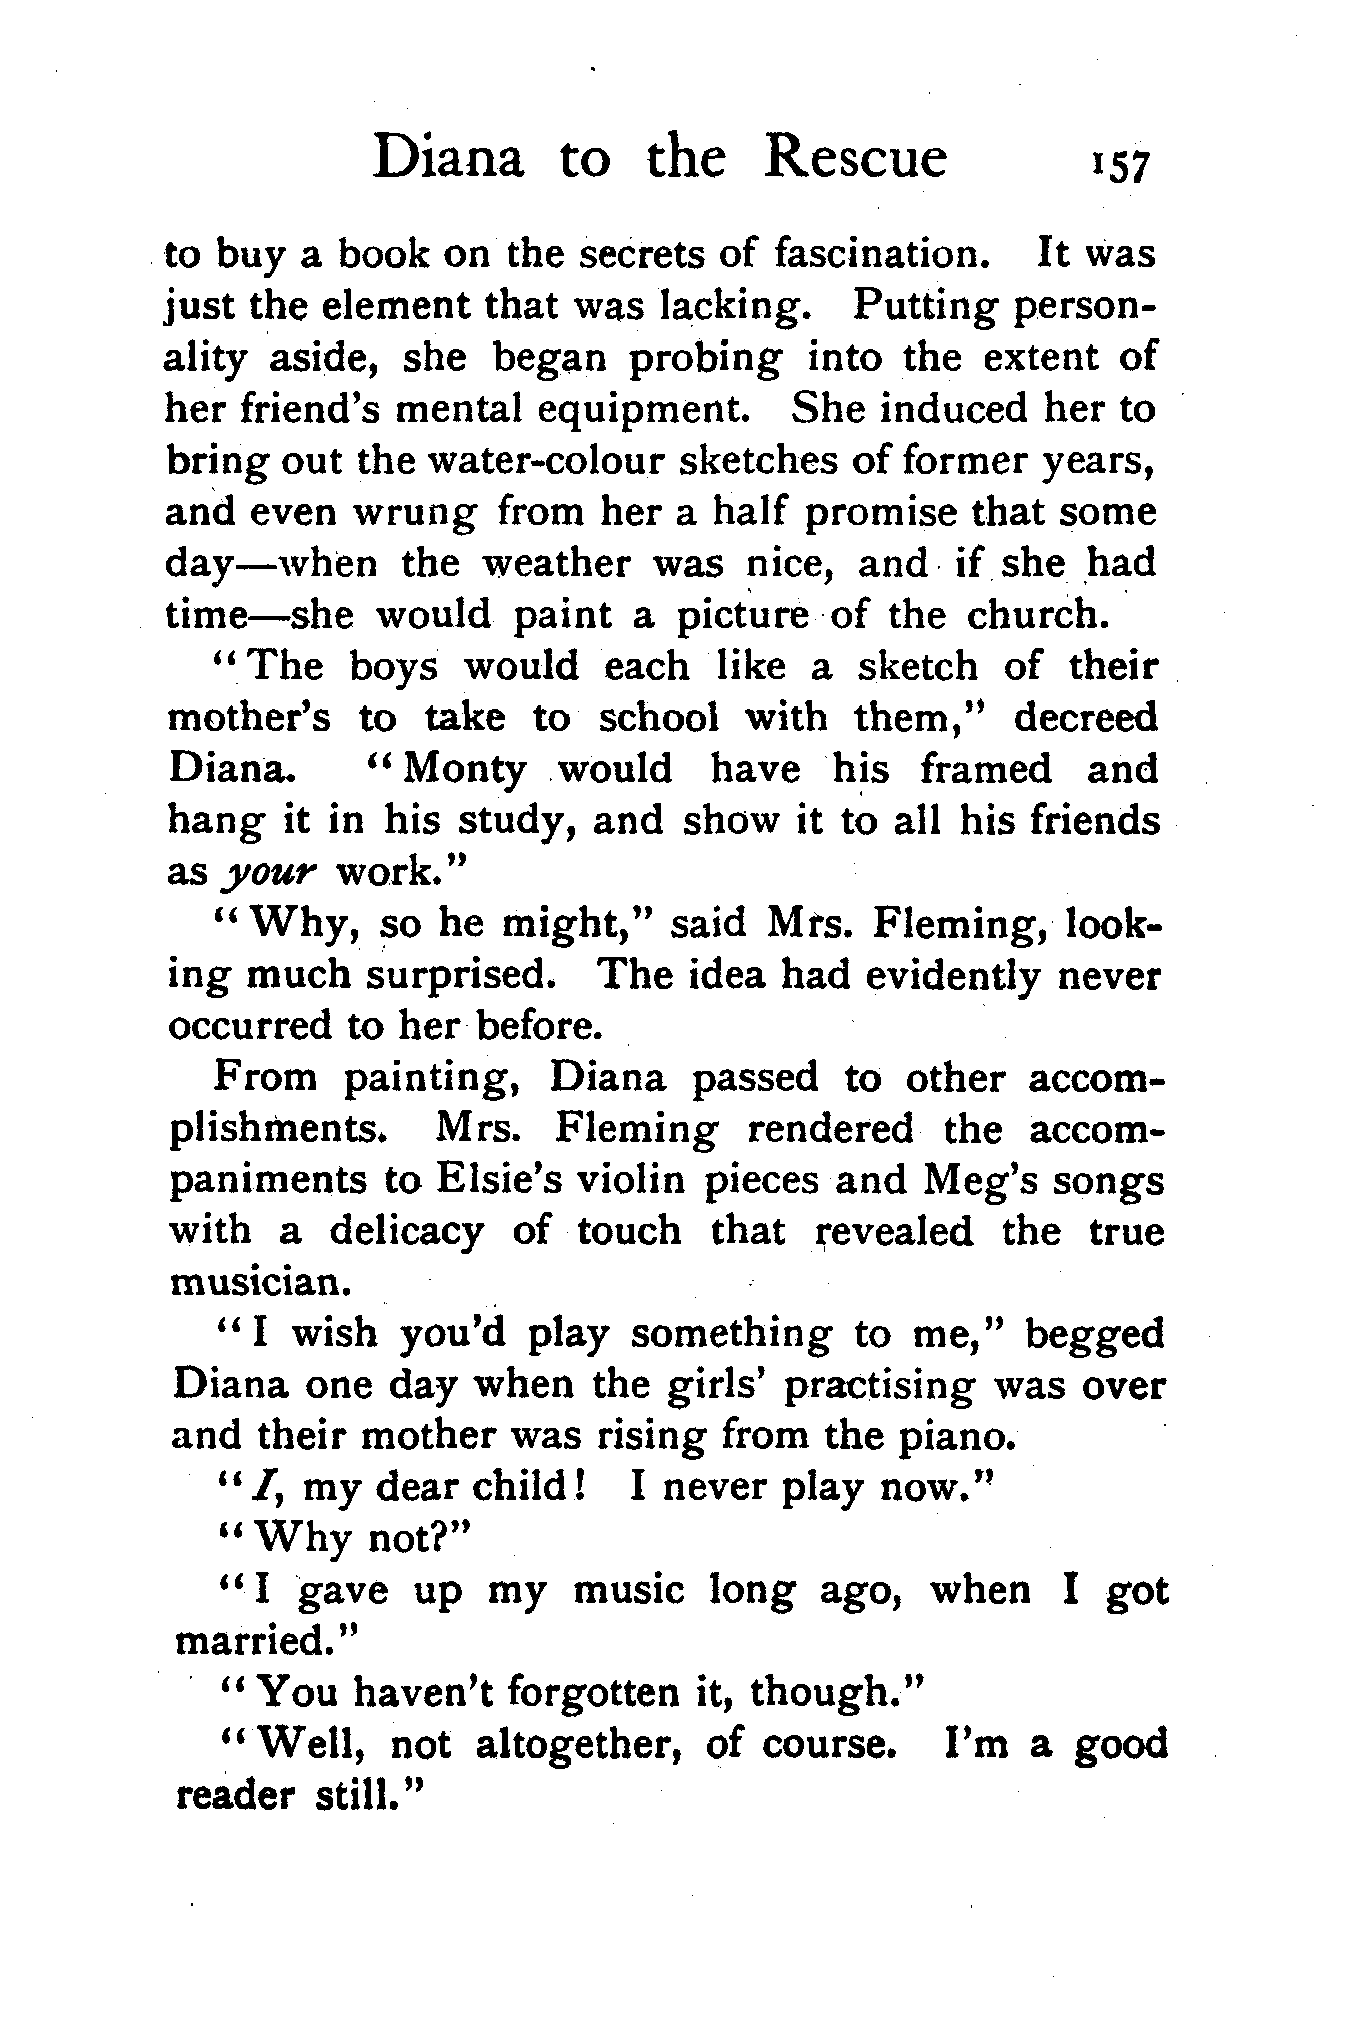 Diana to the Rescue 157
to buy a book on the secrets of fascination. It was
just the element that was lacking. Putting person-
ality aside, she began probing into the extent of
her friend's mental equipment. She induced her to
bring out the water-colour sketches of former years,
and even wrung from her a half promise that some
day—when the weather was nice, and if she had
time—she would paint a picture of the church.
"The boys would each like a sketch of their
mother's to take to school with them," decreed
Diana. "Monty would have his framed and
hang it in his study, and show it to all his friends
as your work."
"Why, so he might," said Mrs. Fleming, look-
ing much surprised. The idea had evidently never
occurred to her before.
From painting, Diana passed to other accom-
plishments. Mrs. Fleming rendered the accom-
paniments to Elsie's violin pieces and Meg's songs
with a delicacy of touch that revealed the true
musician.
"I wish you'd play something to me," begged
Diana one day when the girls' practising was over
and their mother was rising from the piano.
"I, my dear child! I never play now."
"Why not?"
"I gave up my music long ago, when I got
married."
"You haven't forgotten it, though."
"Well, not altogether, of course. I'm a good
reader still."